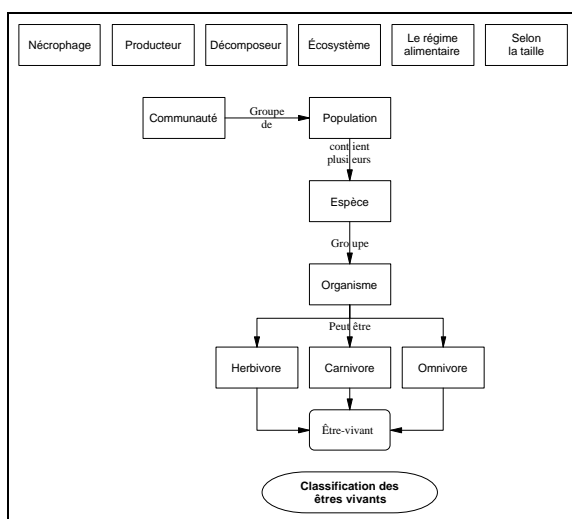 Nécrophage
Producteur
Décomposeur
Écosystème
Le régime
alimentaire
Selon
la taille
Communauté
Groupe
de
Population
contient
plusieurs
Espèce
Groupe
Organisme
Peut être
Herbivore
Carnivore
Omnivore
Être-vivant
Classification des
êtres vivants